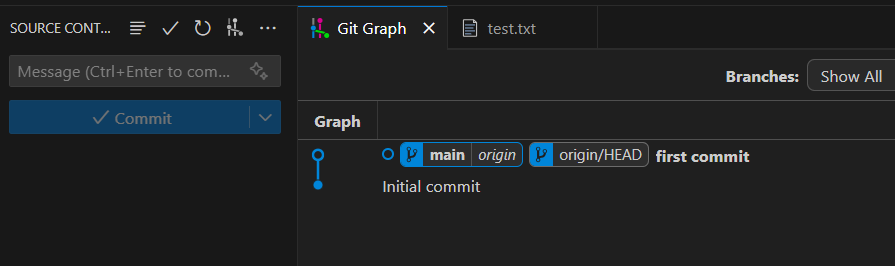 SOURCE CONT...
Message (Ctrl+Enter to com...
Commit
Git Graph
test.txt
Branches: Show All
Graph
main origin origin/HEAD first commit
Initial commit